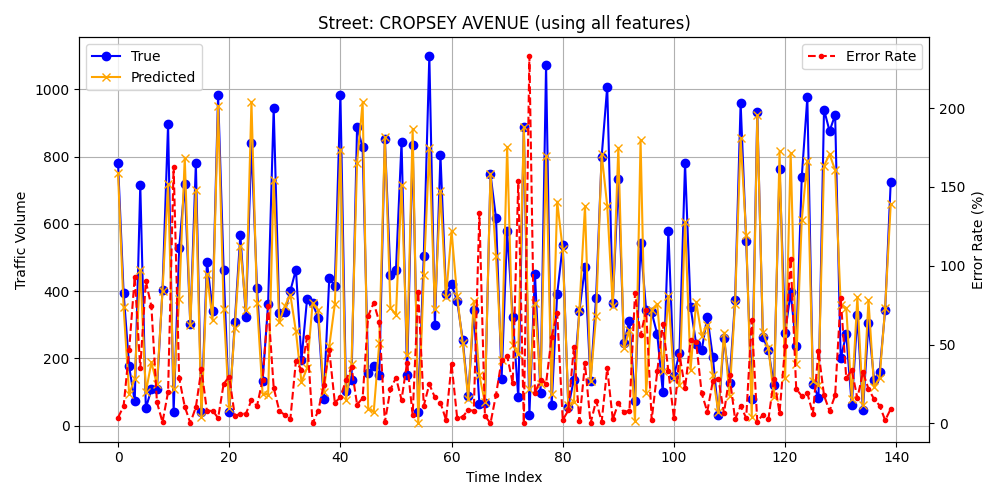 Street: CROPSEY AVENUE (using all features)
True
Predicted
Error Rate
Traffic Volume
1000
800
600
400
200
0
Error Rate (%)
200
150
100
50
0
0 20 40 60 80 100 120 140
Time Index